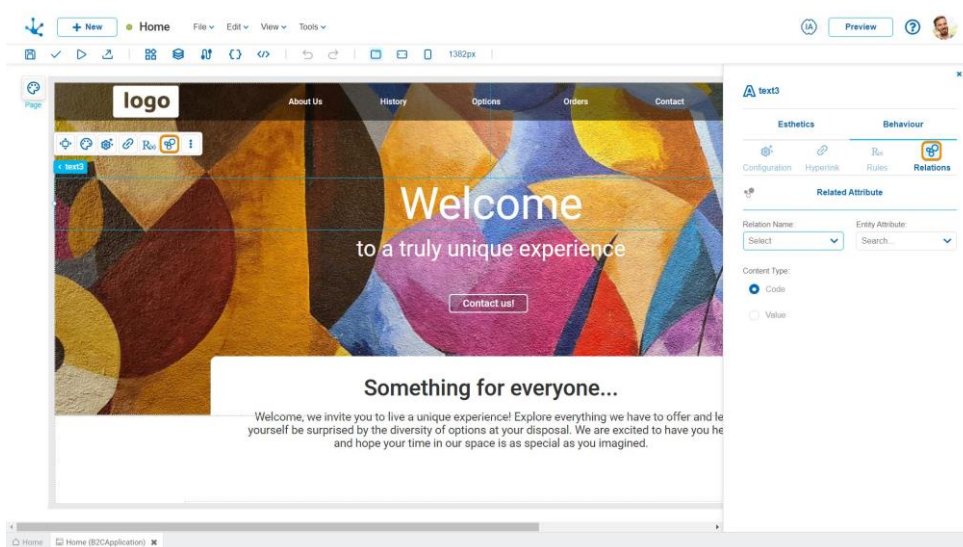 + New
Home
File
Edit
View
Tools
IA
Preview
?
1382px
Page
logo
About Us
History
Options
Orders
Contact
text3
Welcome
to a truly unique experience
Contact us!
Something for everyone...
Welcome, we invite you to live a unique experience! Explore everything we have to offer and le
yourself be surprised by the diversity of options at your disposal. We are excited to have you he
and hope your time in our space is as special as you imagined.
text3
Esthetics
Behaviour
Configuration
Hyperlink
Rules
Relations
Related Attribute
Relation Name:
Entity Attribute:
Select
Search...
Content Type:
Code
Value
Home
Home (B2CApplication)